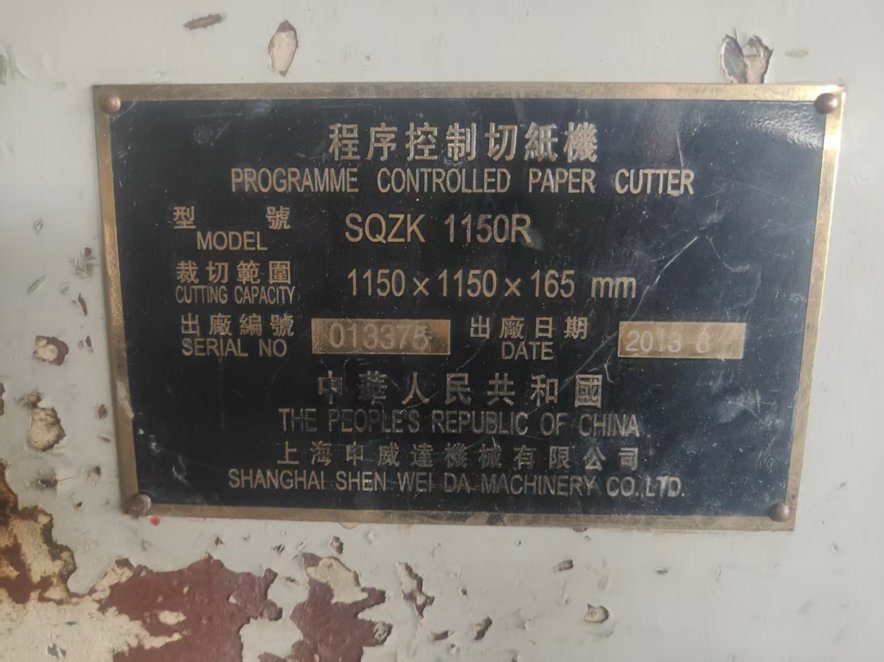 程序控制切紙機
PROGRAMME CONTROLLED PAPER CUTTER
型 號 SQZK 1150R
MODEL
裁切範圍 1150 x 1150 x 165 mm
CUTTING CAPACITY
出廠編號 013375 出廠日期 2013 8
SERIAL NO DATE
中華人民共和國
THE PEOPLE'S REPUBLIC OF CHINA
上海申威達機械有限公司
SHANGHAI SHEN WEI DA MACHINERY CO.,LTD.